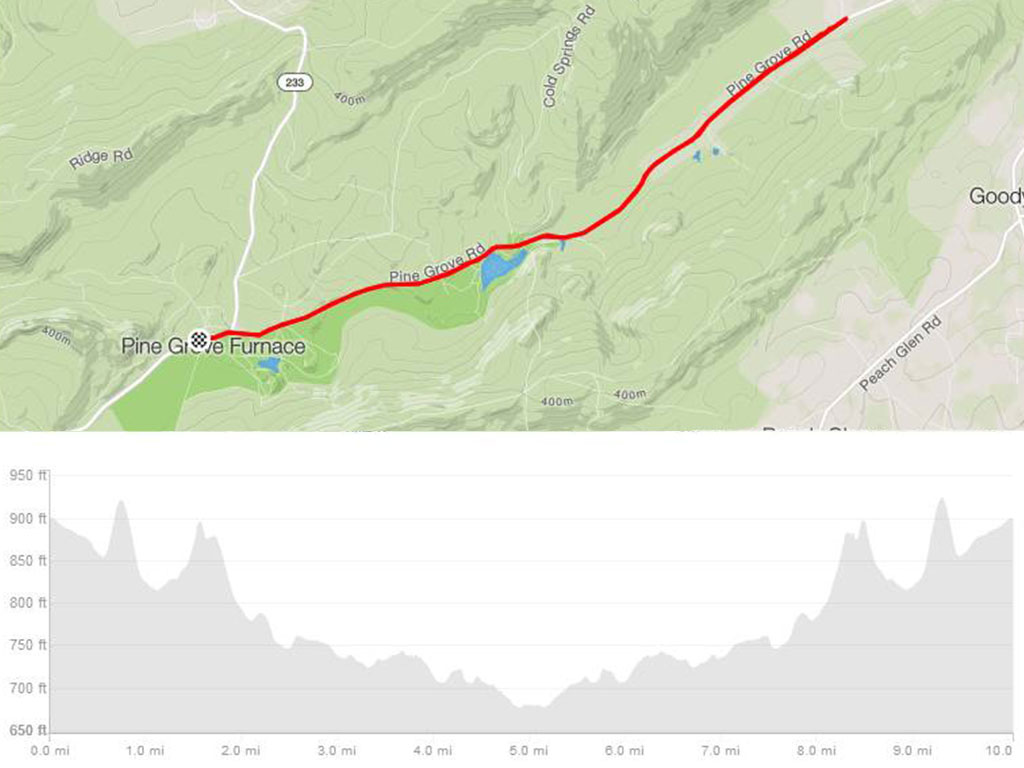 Cold Springs Rd
Pine Grove Rd
233
400m
Ridge Rd
Goody
Pine Grove Rd
400m
Pine Grove Furnace
Peach Glen Rd
400m
400m
950 ft
900 ft
850 ft
800 ft
750 ft
700 ft
650 ft
0.0 mi 1.0 mi 2.0 mi 3.0 mi 4.0 mi 5.0 mi 6.0 mi 7.0 mi 8.0 mi 9.0 mi 10.0